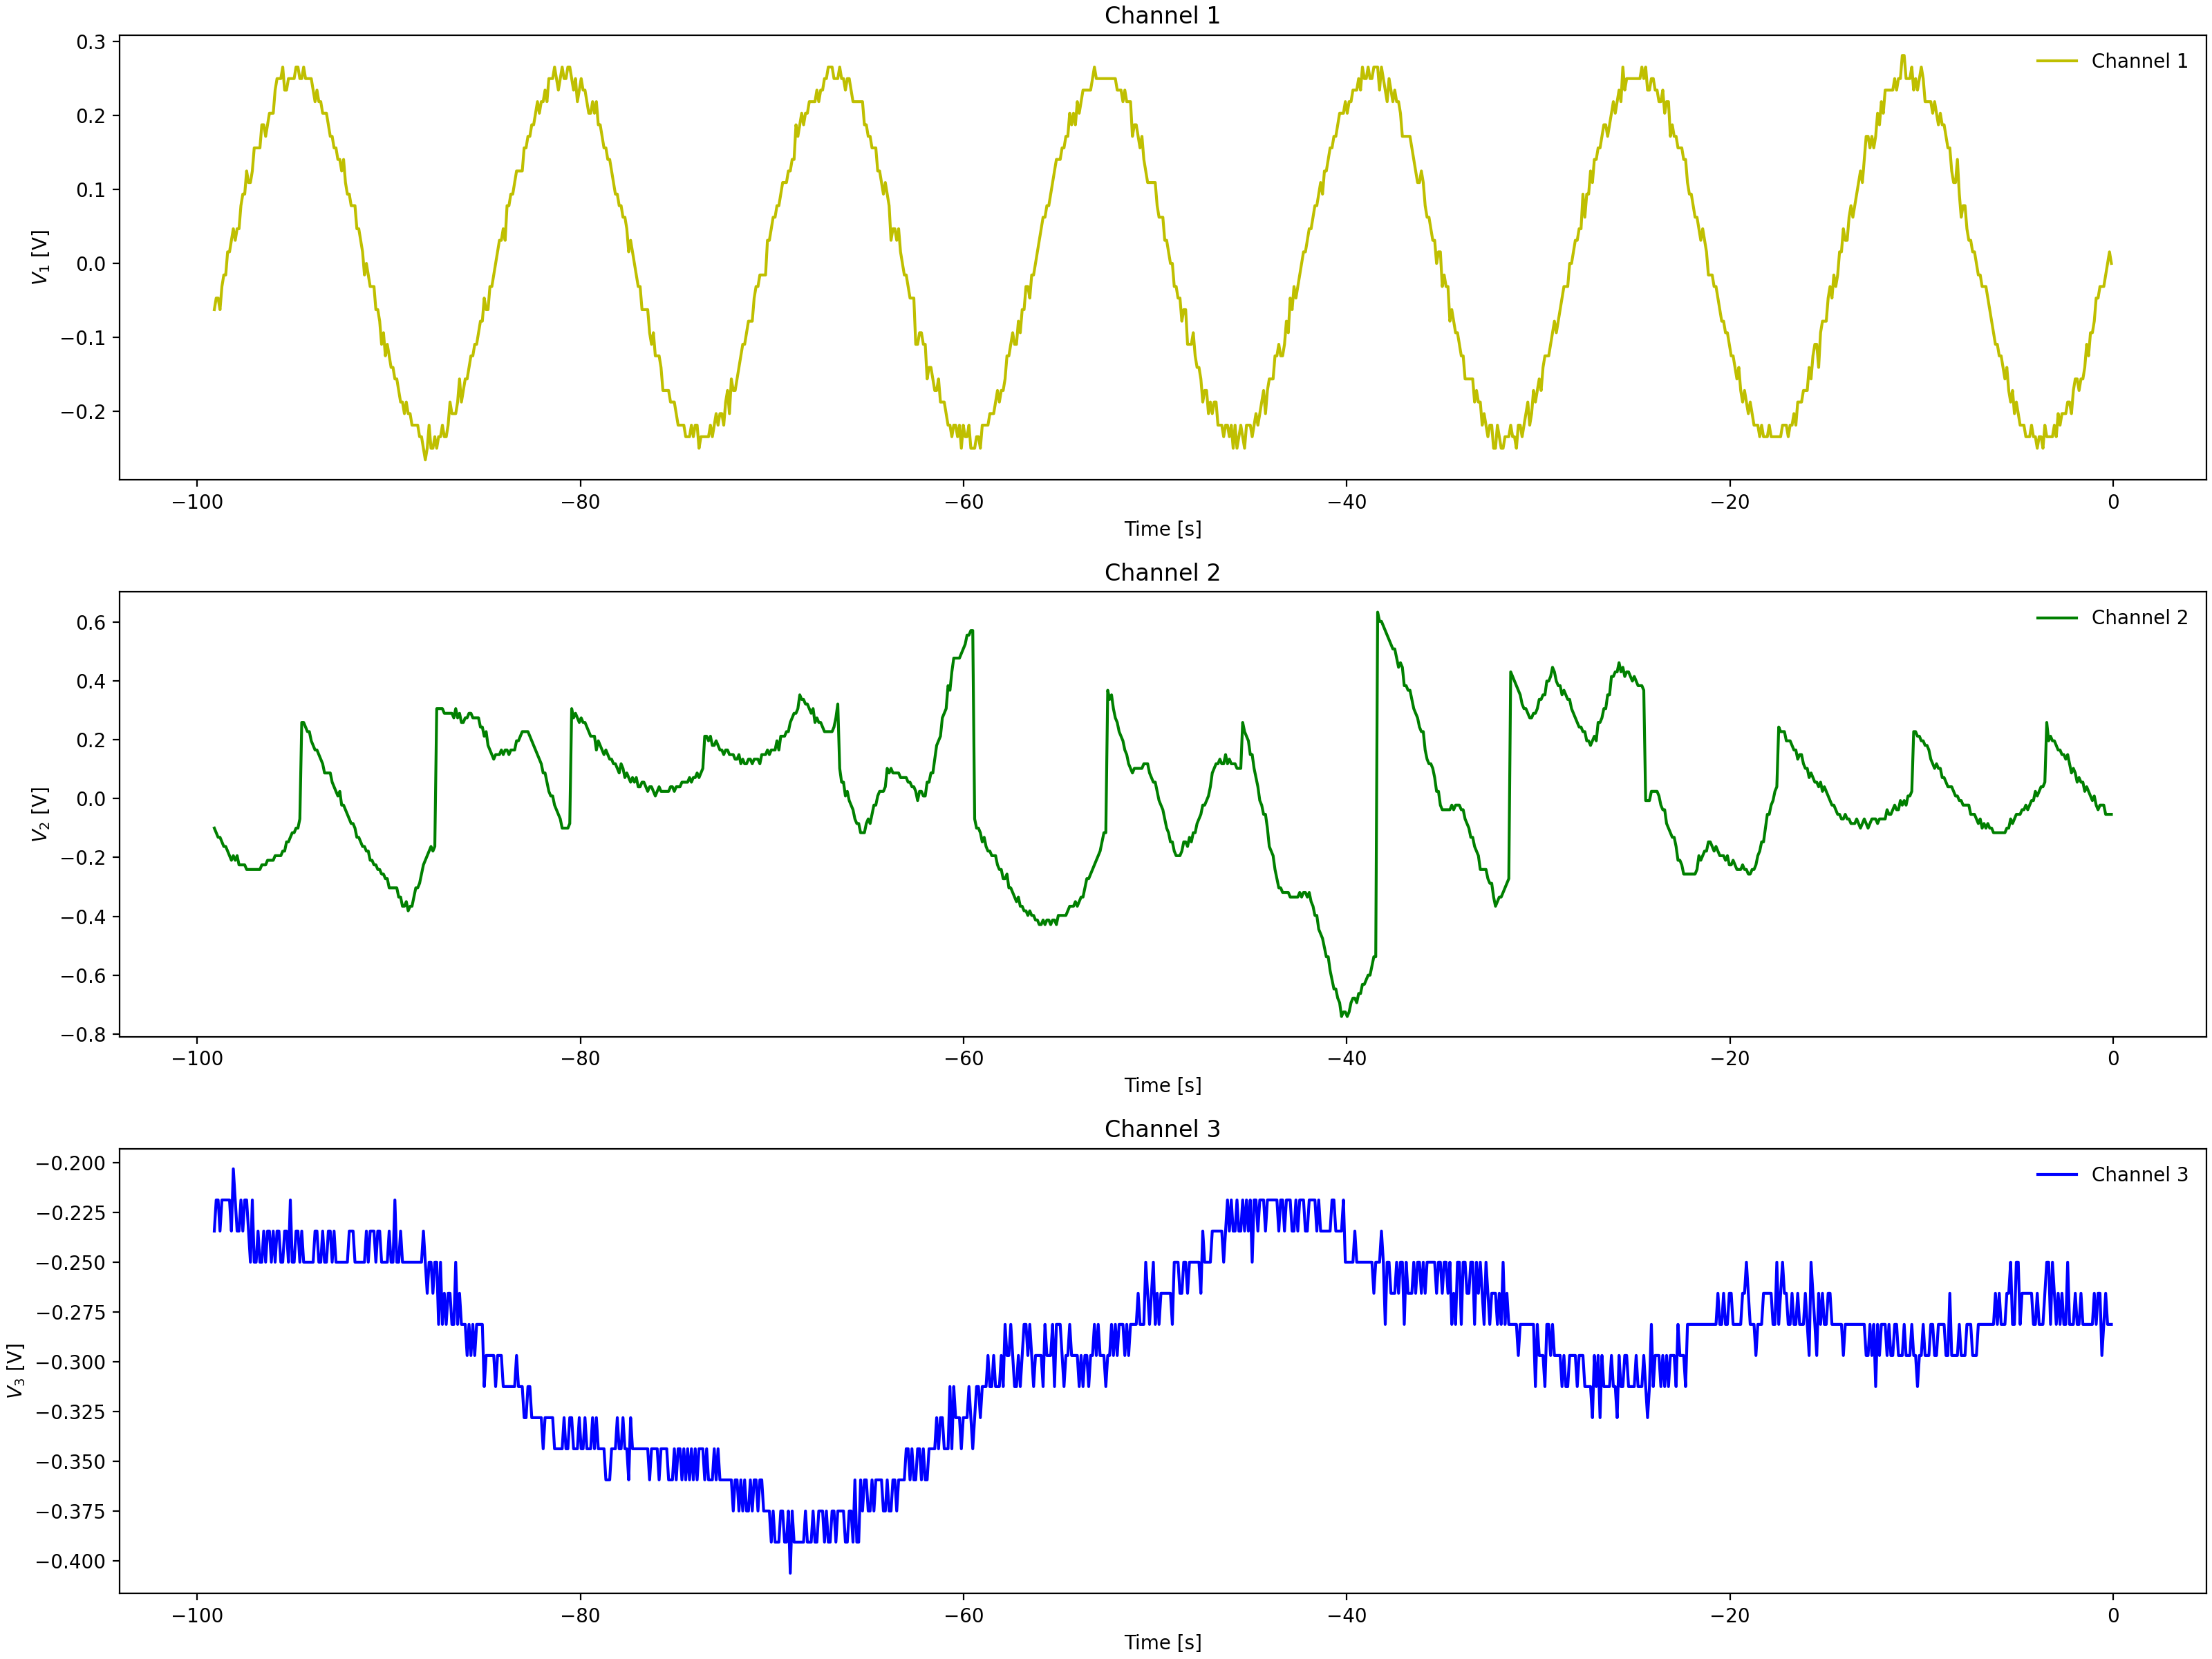 Channel 1
0.3
0.2
0.1
0.0
−0.1
−0.2
V1 [V]
Channel 1
−100 −80 −60 −40 −20 0
Time [s]
Channel 2
0.6
0.4
0.2
0.0
−0.2
−0.4
−0.6
−0.8
V2 [V]
Channel 2
−100 −80 −60 −40 −20 0
Time [s]
Channel 3
−0.200
−0.225
−0.250
−0.275
−0.300
−0.325
−0.350
−0.375
−0.400
V3 [V]
Channel 3
−100 −80 −60 −40 −20 0
Time [s]